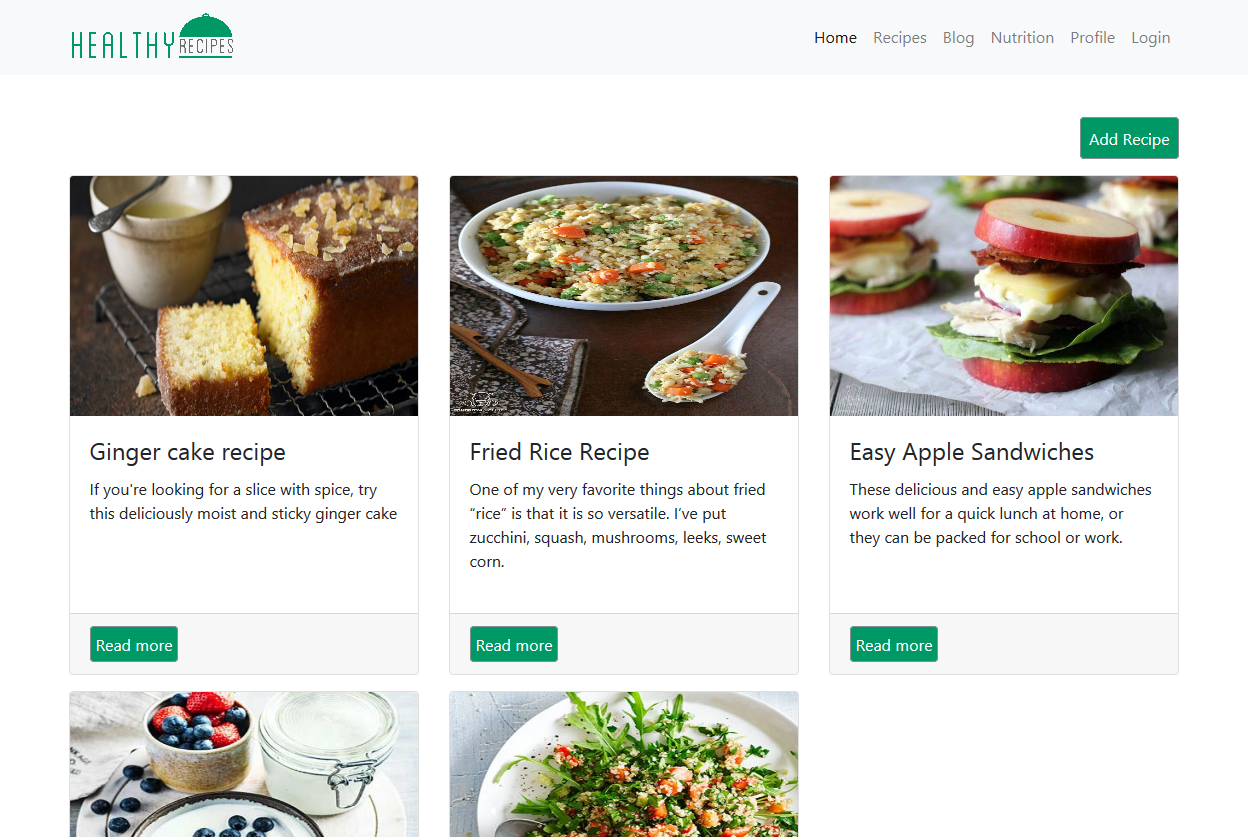 HEALTHY RECIPES
Home Recipes Blog Nutrition Profile Login
Add Recipe
Ginger cake recipe
If you're looking for a slice with spice, try
this deliciously moist and sticky ginger cake
Read more
Fried Rice Recipe
One of my very favorite things about fried
“rice” is that it is so versatile. I’ve put
zucchini, squash, mushrooms, leeks, sweet
corn.
Read more
Easy Apple Sandwiches
These delicious and easy apple sandwiches
work well for a quick lunch at home, or
they can be packed for school or work.
Read more